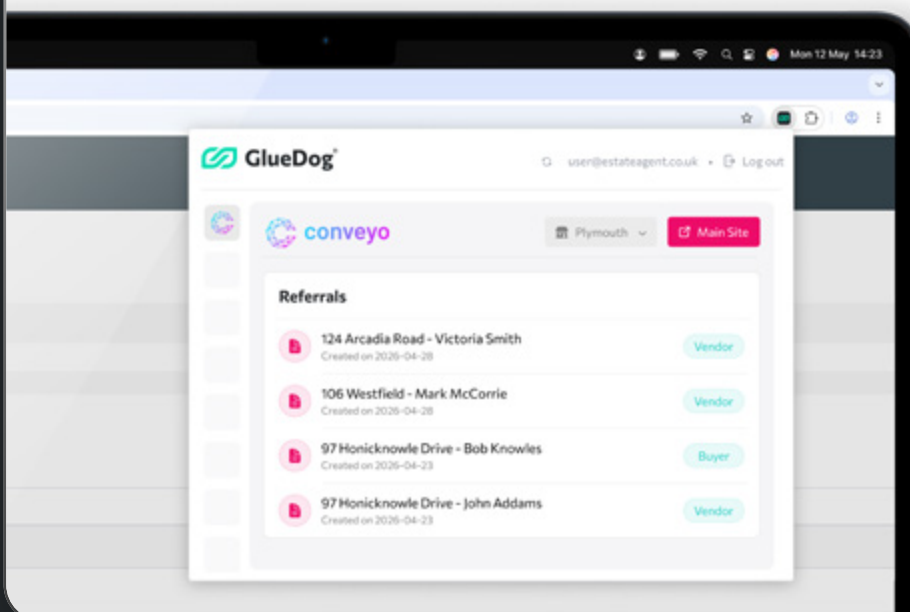 Mon 12 May 14:23
GlueDog®
user@estateagent.co.uk • Log out
conveyo
Plymouth
Main Site
Referrals
124 Arcadia Road - Victoria Smith
Created on 2026-04-28
Vendor
106 Westfield - Mark McCorrie
Created on 2026-04-28
Vendor
97 Honicknowle Drive - Bob Knowles
Created on 2026-04-23
Buyer
97 Honicknowle Drive - John Addams
Created on 2026-04-23
Vendor